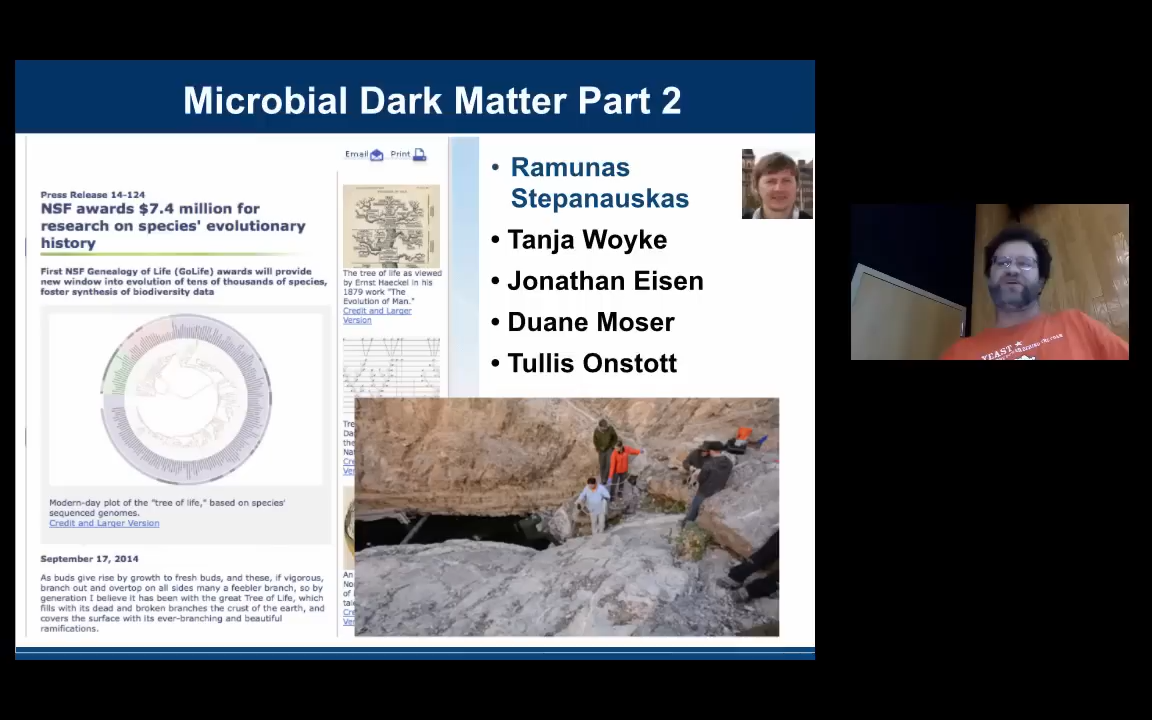 Microbial Dark Matter Part 2
Email Print
Press Release 14-124
NSF awards $7.4 million for
research on species' evolutionary
history
First NSF Genealogy of Life (GoLife) awards will provide
new window into evolution of tens of thousands of species,
foster synthesis of biodiversity data
Modern-day plot of the "tree of life," based on species'
sequenced genomes.
Credit and Larger Version
September 17, 2014
As buds give rise by growth to fresh buds, and these, if vigorous,
branch out and overtop on all sides many a feebler branch, so by
generation I believe it has been with the great Tree of Life, which
fills with its dead and broken branches the crust of the earth, and
covers the surface with its ever-branching and beautiful
ramifications.
The tree of life as viewed
by Ernst Haeckel in his
1879 work "The
Evolution of Man."
Credit and Larger
Version
• Ramunas
Stepanauskas
• Tanja Woyke
• Jonathan Eisen
• Duane Moser
• Tullis Onstott
YEAST